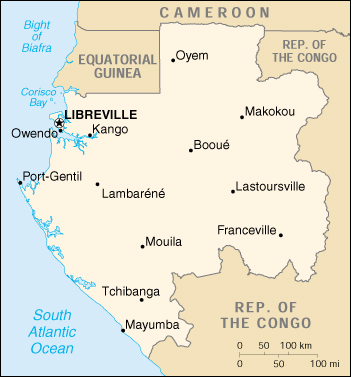 CAMEROON
Bight of
Biafra
EQUATORIAL
GUINEA
Oyem
REP. OF
THE CONGO
Corisco
Bay
LIBREVILLE
Owendo
Kango
Makokou
Booué
Port-Gentil
Lambaréné
Lastoursville
Mouila
Franceville
Tchibanga
Mayumba
South
Atlantic
Ocean
REP. OF
THE CONGO
0 50 100 km
0 50 100 mi